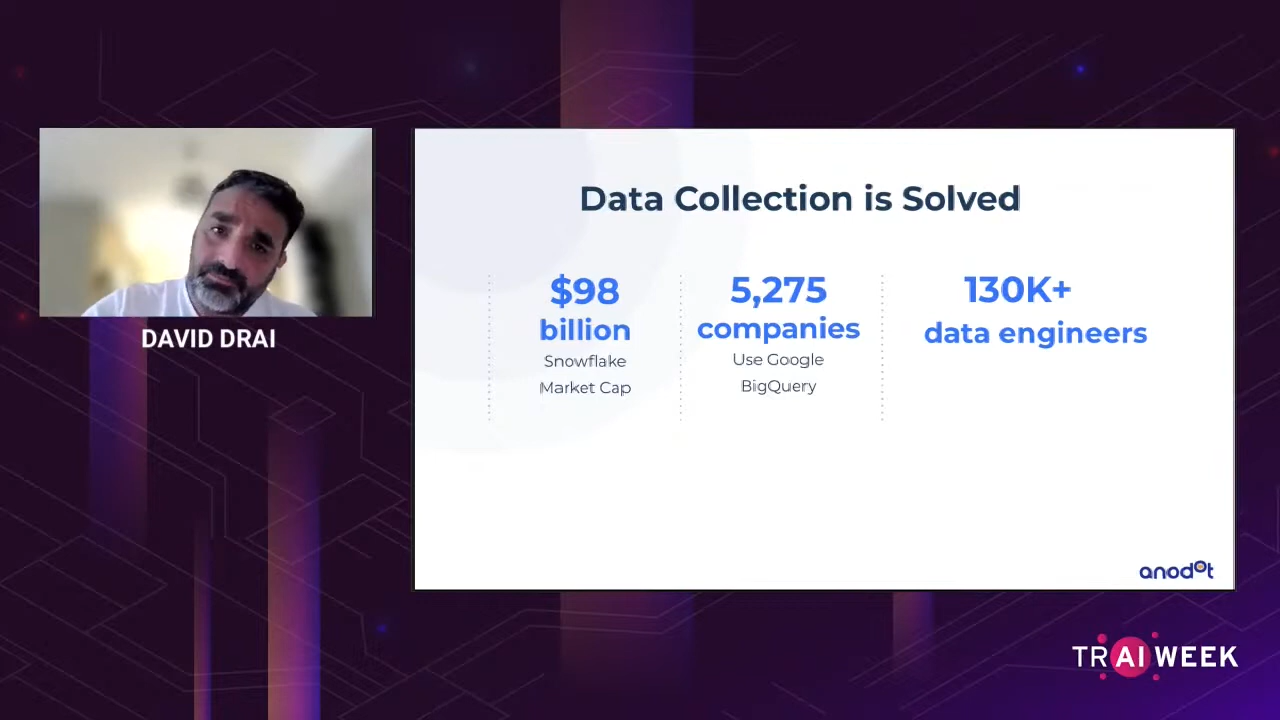 Data Collection is Solved
$98
billion
Snowflake
Market Cap
5,275
companies
Use Google
BigQuery
130K+
data engineers
DAVID DRAI
anodot
TRAI WEEK